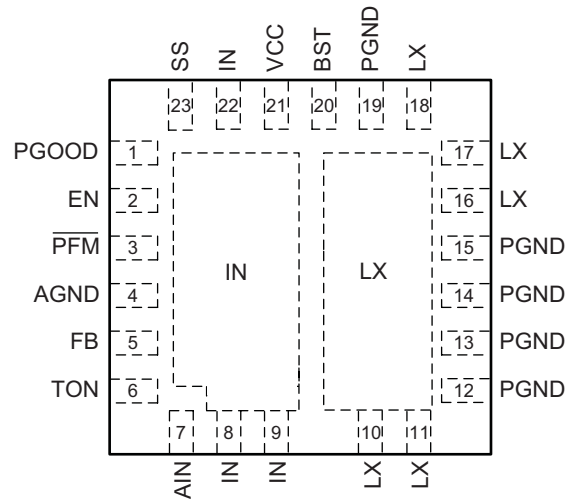 SS IN VCC BST PGND LX
23 22 21 20 19 18
PGOOD 1 17 LX
EN 2 16 LX
P̅F̅M̅ 3 15 PGND
IN LX
AGND 4 14 PGND
FB 5 13 PGND
TON 6 12 PGND
7 8 9 10 11
AIN IN IN LX LX